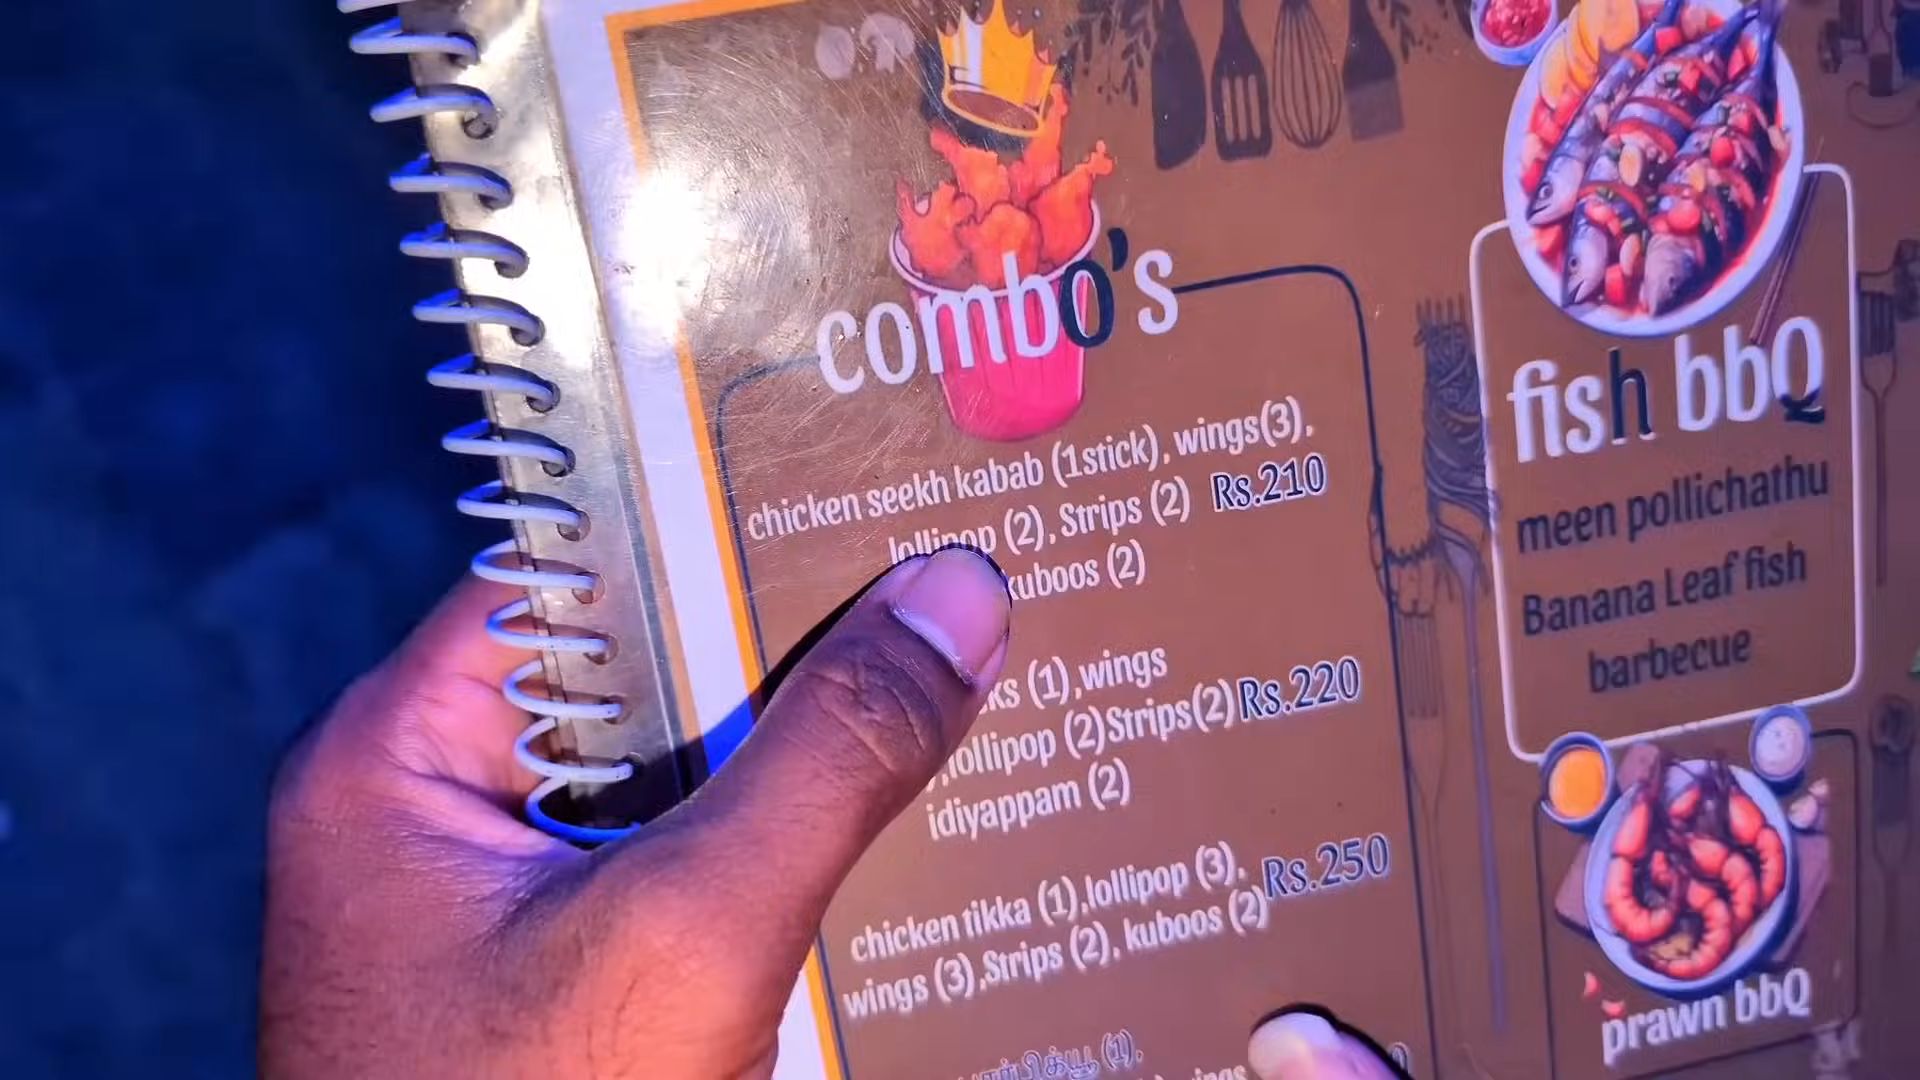 combo's
chicken seekh kabab (1stick), wings(3),
lollipop (2), Strips (2) Rs.210
kuboos (2)
(1),wings
lollipop (2)Strips(2) Rs.220
idiyappam (2)
chicken tikka (1),lollipop (3), Rs.250
wings (3),Strips (2), kuboos (2)
(1),
wings
fish bbQ
meen pollichathu
Banana Leaf fish
barbecue
prawn bbQ